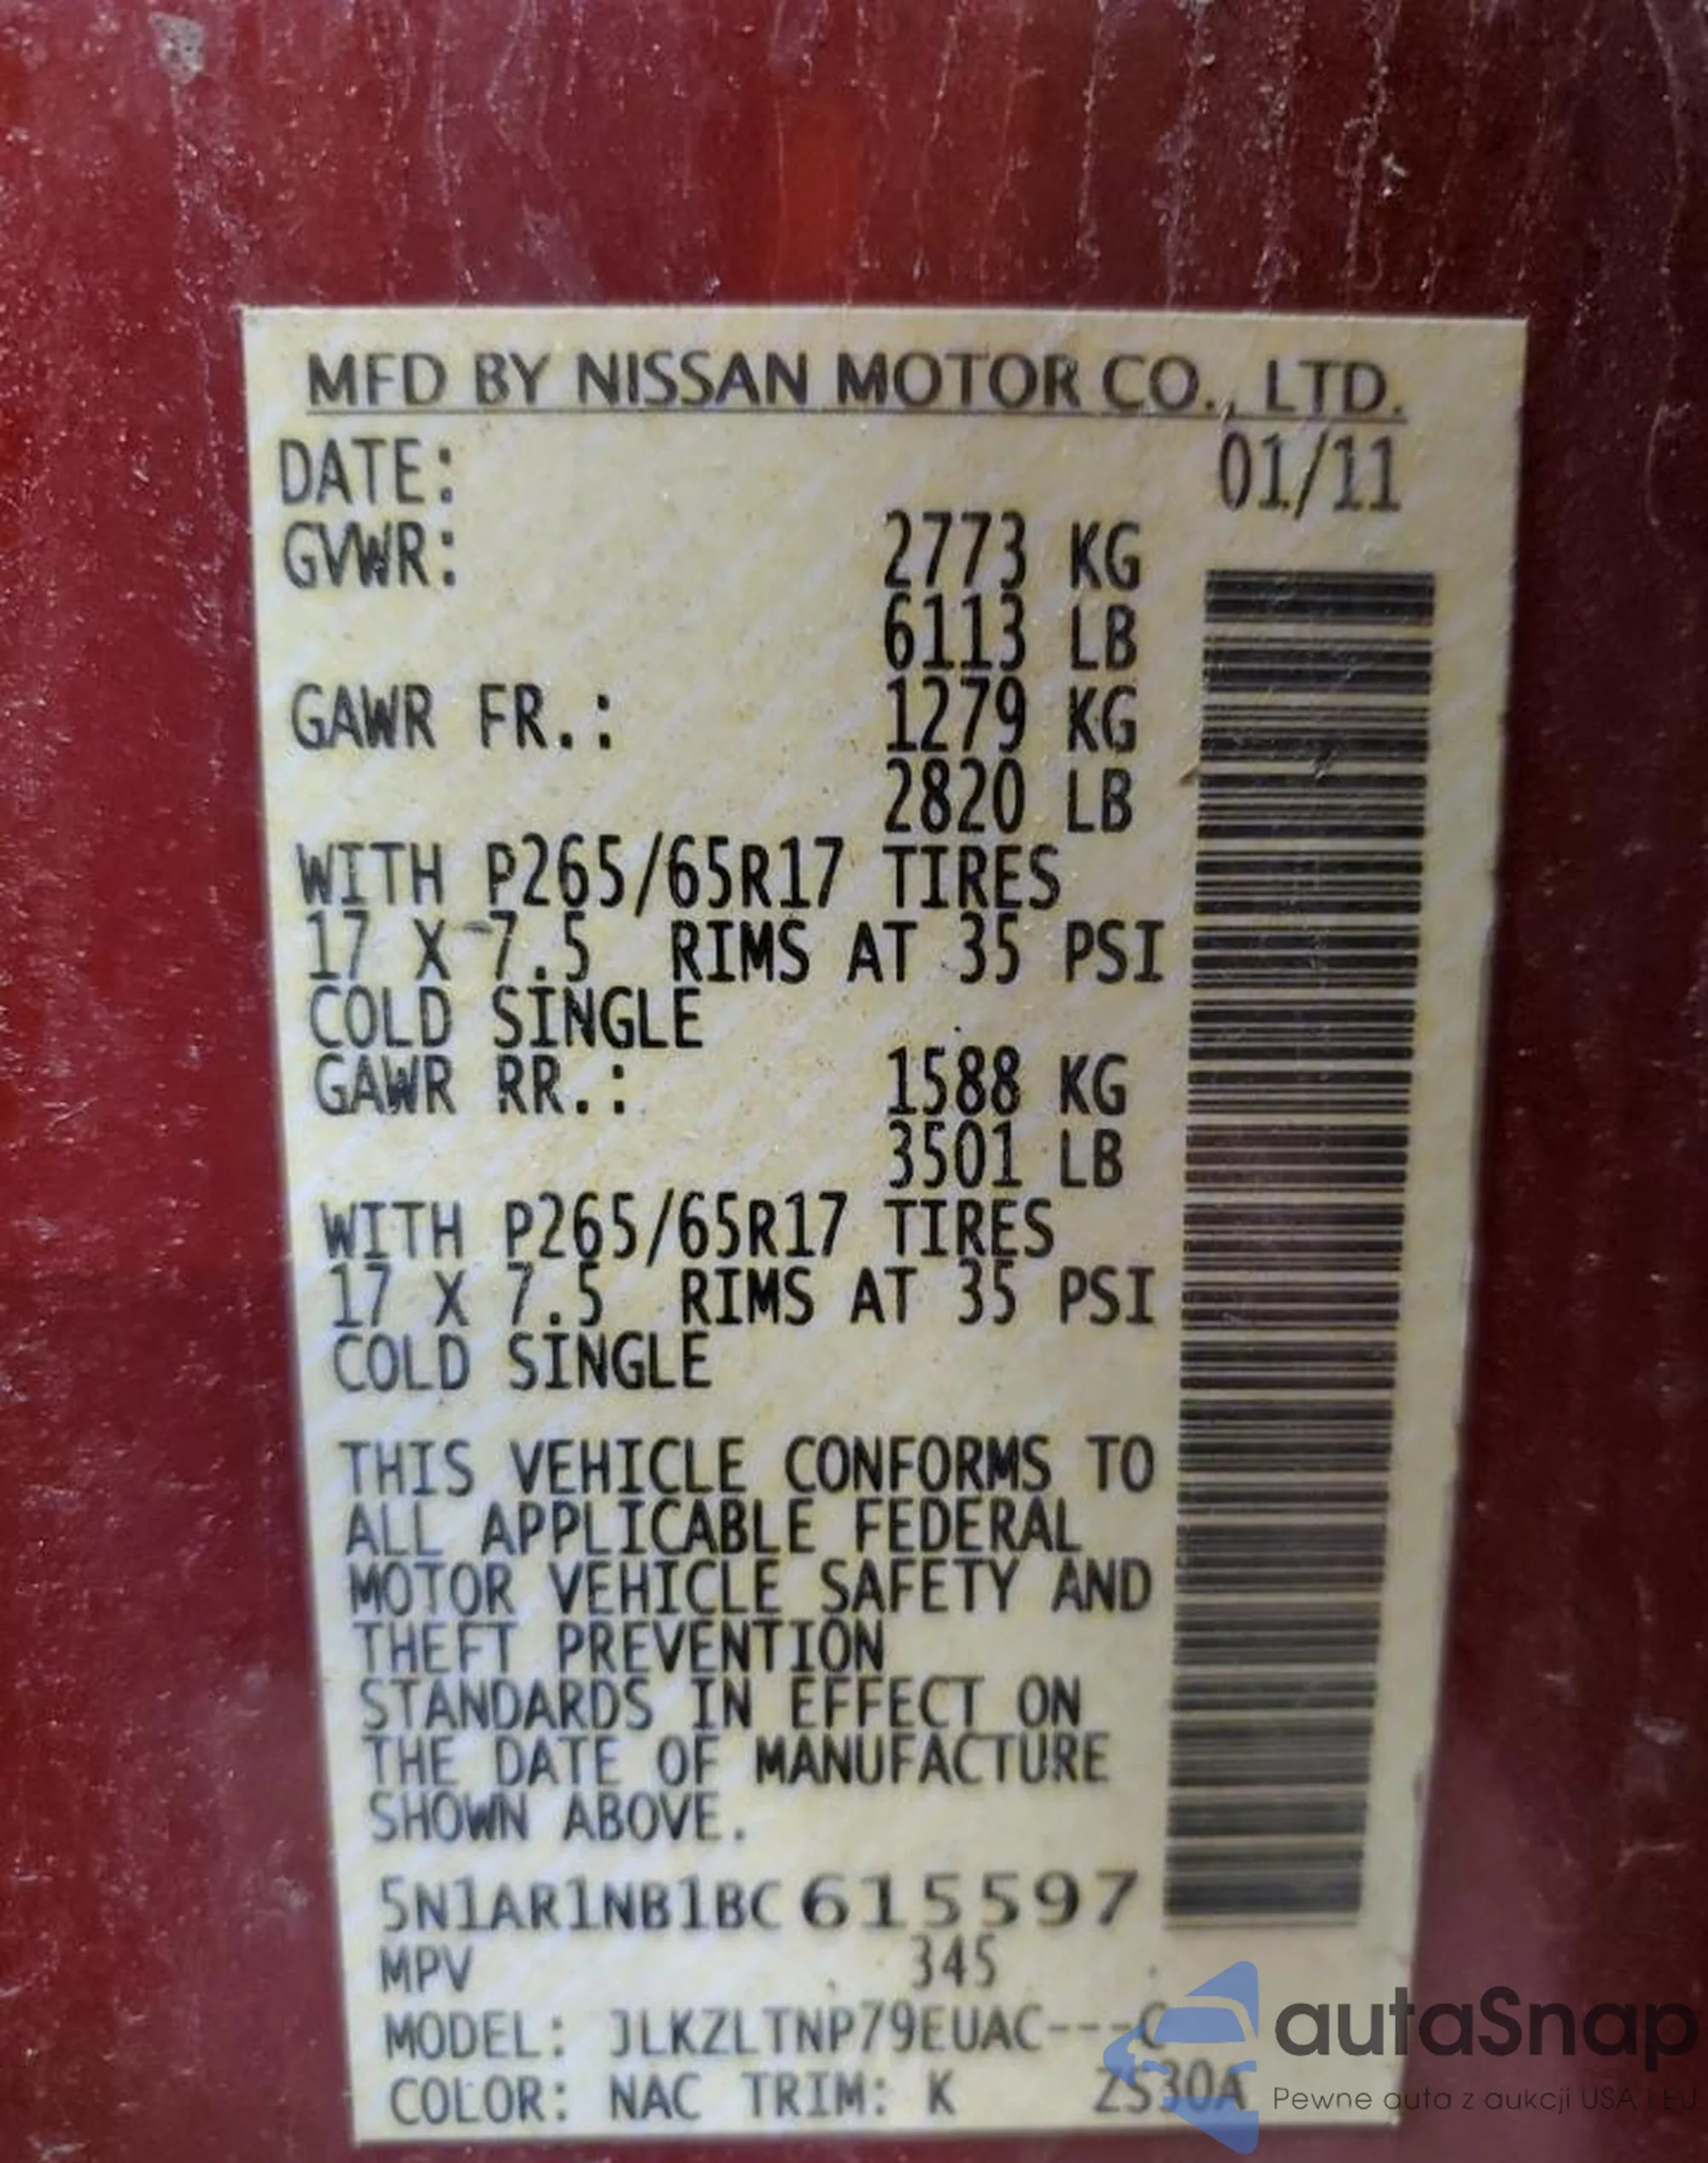 MFD BY NISSAN MOTOR CO., LTD.
DATE: 01/11
GVWR: 2773 KG
6113 LB
GAWR FR.: 1279 KG
2820 LB
WITH P265/65R17 TIRES
17 X 7.5 RIMS AT 35 PSI
COLD SINGLE
GAWR RR.: 1588 KG
3501 LB
WITH P265/65R17 TIRES
17 X 7.5 RIMS AT 35 PSI
COLD SINGLE
THIS VEHICLE CONFORMS TO
ALL APPLICABLE FEDERAL
MOTOR VEHICLE SAFETY AND
THEFT PREVENTION
STANDARDS IN EFFECT ON
THE DATE OF MANUFACTURE
SHOWN ABOVE.
5N1AR1NB1BC615597
MPV 345
MODEL: JLKZLTNP79EUAC---C
COLOR: NAC TRIM: K ZS30A
autaSnap
Pewne auta z aukcji USA i EU